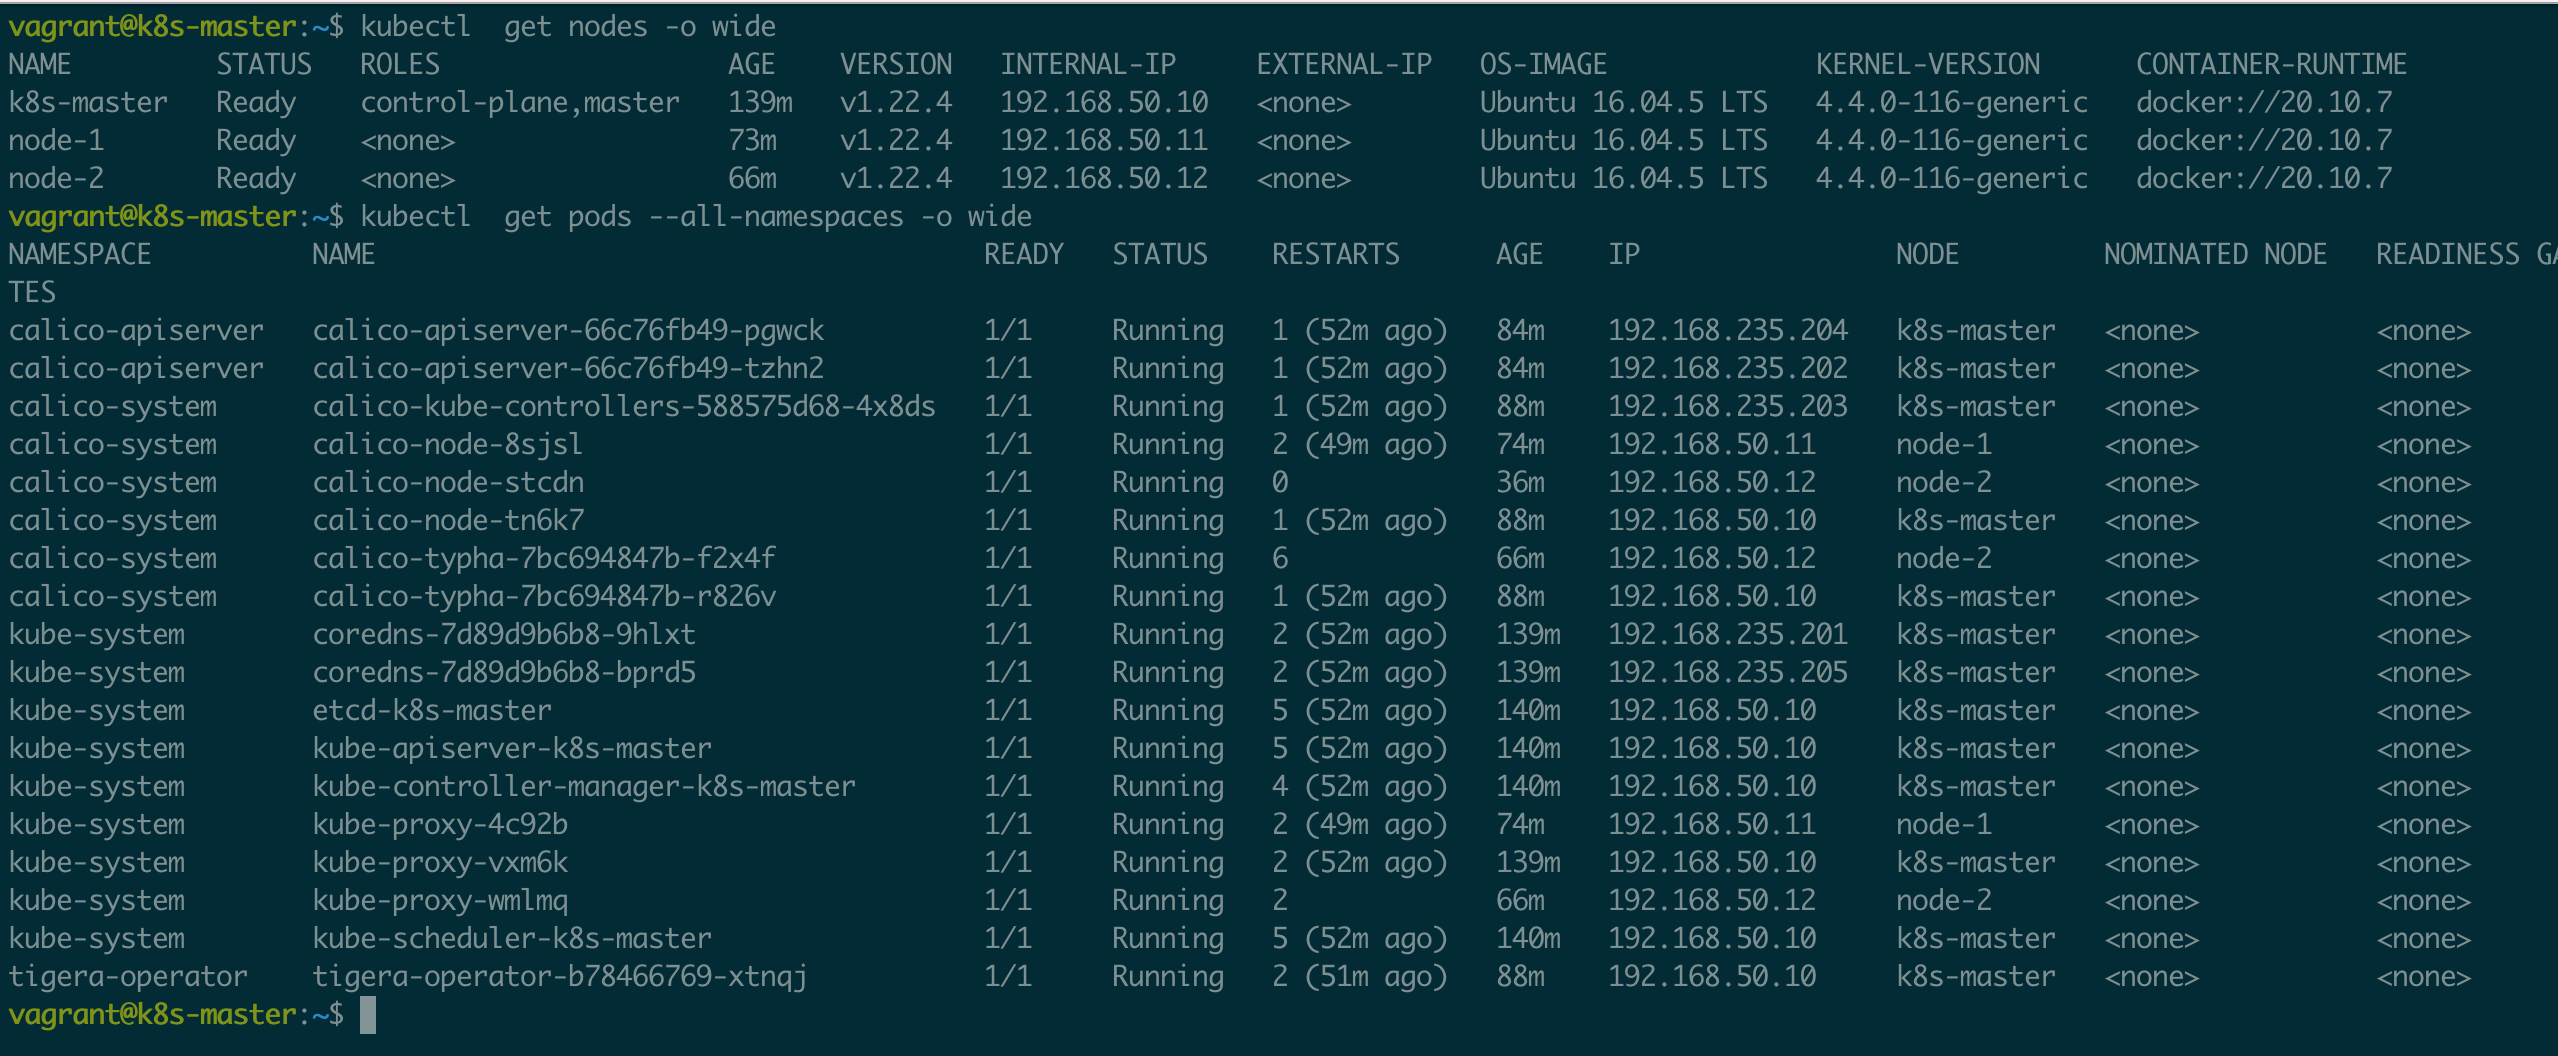 vagrant@k8s-master:~$ kubectl  get nodes -o wide
NAME         STATUS   ROLES                  AGE    VERSION   INTERNAL-IP     EXTERNAL-IP   OS-IMAGE             KERNEL-VERSION      CONTAINER-RUNTIME
k8s-master   Ready    control-plane,master   139m   v1.22.4   192.168.50.10   <none>        Ubuntu 16.04.5 LTS   4.4.0-116-generic   docker://20.10.7
node-1       Ready    <none>                 73m    v1.22.4   192.168.50.11   <none>        Ubuntu 16.04.5 LTS   4.4.0-116-generic   docker://20.10.7
node-2       Ready    <none>                 66m    v1.22.4   192.168.50.12   <none>        Ubuntu 16.04.5 LTS   4.4.0-116-generic   docker://20.10.7
vagrant@k8s-master:~$ kubectl  get pods --all-namespaces -o wide
NAMESPACE          NAME                                      READY   STATUS    RESTARTS      AGE    IP                NODE         NOMINATED NODE   READINESS GA
TES
calico-apiserver   calico-apiserver-66c76fb49-pgwck          1/1     Running   1 (52m ago)   84m    192.168.235.204   k8s-master   <none>           <none>
calico-apiserver   calico-apiserver-66c76fb49-tzhn2          1/1     Running   1 (52m ago)   84m    192.168.235.202   k8s-master   <none>           <none>
calico-system      calico-kube-controllers-588575d68-4x8ds   1/1     Running   1 (52m ago)   88m    192.168.235.203   k8s-master   <none>           <none>
calico-system      calico-node-8sjsl                         1/1     Running   2 (49m ago)   74m    192.168.50.11     node-1       <none>           <none>
calico-system      calico-node-stcdn                         1/1     Running   0             36m    192.168.50.12     node-2       <none>           <none>
calico-system      calico-node-tn6k7                         1/1     Running   1 (52m ago)   88m    192.168.50.10     k8s-master   <none>           <none>
calico-system      calico-typha-7bc694847b-f2x4f             1/1     Running   6             66m    192.168.50.12     node-2       <none>           <none>
calico-system      calico-typha-7bc694847b-r826v             1/1     Running   1 (52m ago)   88m    192.168.50.10     k8s-master   <none>           <none>
kube-system        coredns-7d89d9b6b8-9hlxt                  1/1     Running   2 (52m ago)   139m   192.168.235.201   k8s-master   <none>           <none>
kube-system        coredns-7d89d9b6b8-bprd5                  1/1     Running   2 (52m ago)   139m   192.168.235.205   k8s-master   <none>           <none>
kube-system        etcd-k8s-master                           1/1     Running   5 (52m ago)   140m   192.168.50.10     k8s-master   <none>           <none>
kube-system        kube-apiserver-k8s-master                 1/1     Running   5 (52m ago)   140m   192.168.50.10     k8s-master   <none>           <none>
kube-system        kube-controller-manager-k8s-master        1/1     Running   4 (52m ago)   140m   192.168.50.10     k8s-master   <none>           <none>
kube-system        kube-proxy-4c92b                          1/1     Running   2 (49m ago)   74m    192.168.50.11     node-1       <none>           <none>
kube-system        kube-proxy-vxm6k                          1/1     Running   2 (52m ago)   139m   192.168.50.10     k8s-master   <none>           <none>
kube-system        kube-proxy-wmlmq                          1/1     Running   2             66m    192.168.50.12     node-2       <none>           <none>
kube-system        kube-scheduler-k8s-master                 1/1     Running   5 (52m ago)   140m   192.168.50.10     k8s-master   <none>           <none>
tigera-operator    tigera-operator-b78466769-xtnqj           1/1     Running   2 (51m ago)   88m    192.168.50.10     k8s-master   <none>           <none>
vagrant@k8s-master:~$